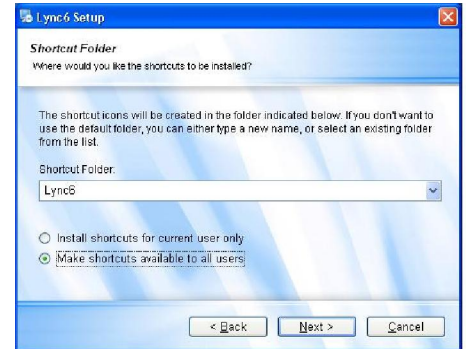 Lync6 Setup
Shortcut Folder
Where would you like the shortcuts to be installed?
The shortcut icons will be created in the folder indicated below. If you don't want to
use the default folder, you can either type a new name, or select an existing folder
from the list.
Shortcut Folder:
Lync6
Install shortcuts for current user only
Make shortcuts available to all users
< Back Next > Cancel